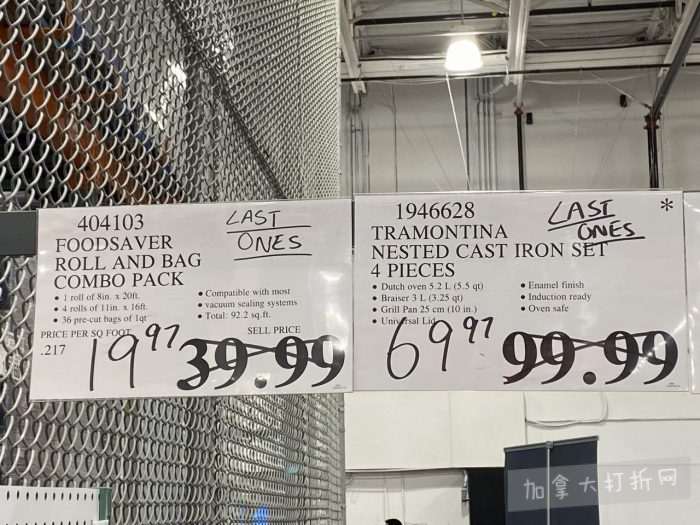 404103
LAST
ONES
FOODSAVER
ROLL AND BAG
COMBO PACK
• 1 roll of 8in. x 20ft.
• 4 rolls of 11in. x 16ft.
• 36 pre-cut bags of 1qt
• Compatible with most
• vacuum sealing systems
• Total: 92.2 sq.ft.
PRICE PER SQ FOOT
.217
SELL PRICE
19 97
39.99
1946628
LAST
ONES
*
TRAMONTINA
NESTED CAST IRON SET
4 PIECES
• Dutch oven 5.2 L (5.5 qt)
• Braiser 3 L (3.25 qt)
• Grill Pan 25 cm (10 in.)
• Universal Lid
• Enamel finish
• Induction ready
• Oven safe
69 97
99.99
加拿大打折网